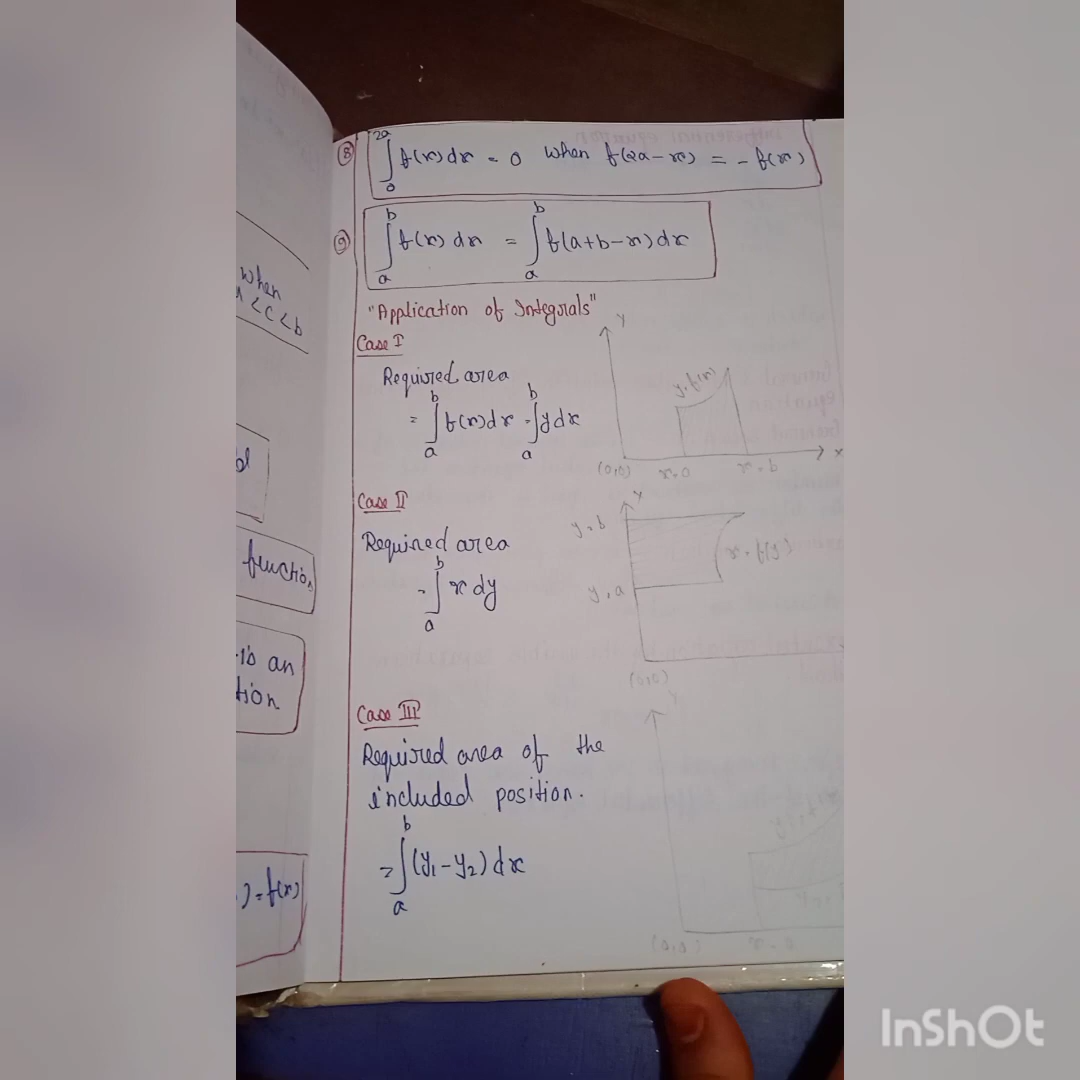 ⑧ ∫₀²ᵃ f(x) dx = 0 when f(2a-x) = -f(x)
⑨ ∫ₐᵇ f(x) dx = ∫ₐᵇ f(a+b-x) dx
"Application of Integrals"
Case I
Required area
= ∫ₐᵇ f(x) dx = ∫ₐᵇ y dx
Y
y = f(x)
(0,0)
x = b
X
Case II
Required area
= ∫ₐᵇ x dy
y = b
x = f(y)
y = a
(0,0)
Case III
Required area of the
included position.
= ∫ₐᵇ (y₁ - y₂) dx
Y
when
< c < b
function
is an
tion
) = f(x)
InShOt